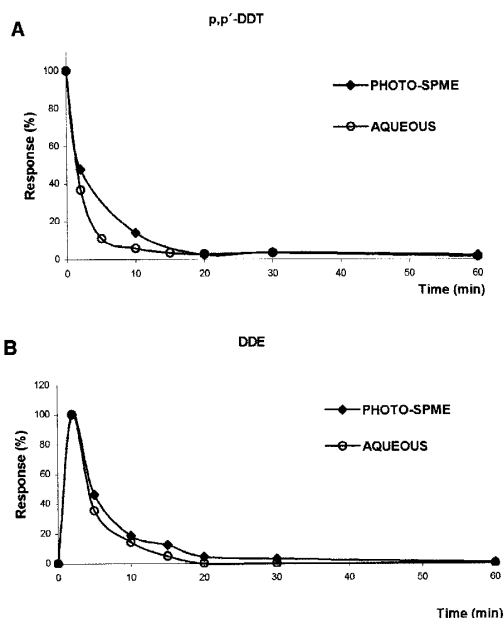 A
p,p´-DDT
Response (%)
100
80
60
40
20
0
PHOTO-SPME
AQUEOUS
0 10 20 30 40 50 60
Time (min)
B
DDE
Response (%)
120
100
80
60
40
20
0
PHOTO-SPME
AQUEOUS
0 10 20 30 40 50 60
Time (min)